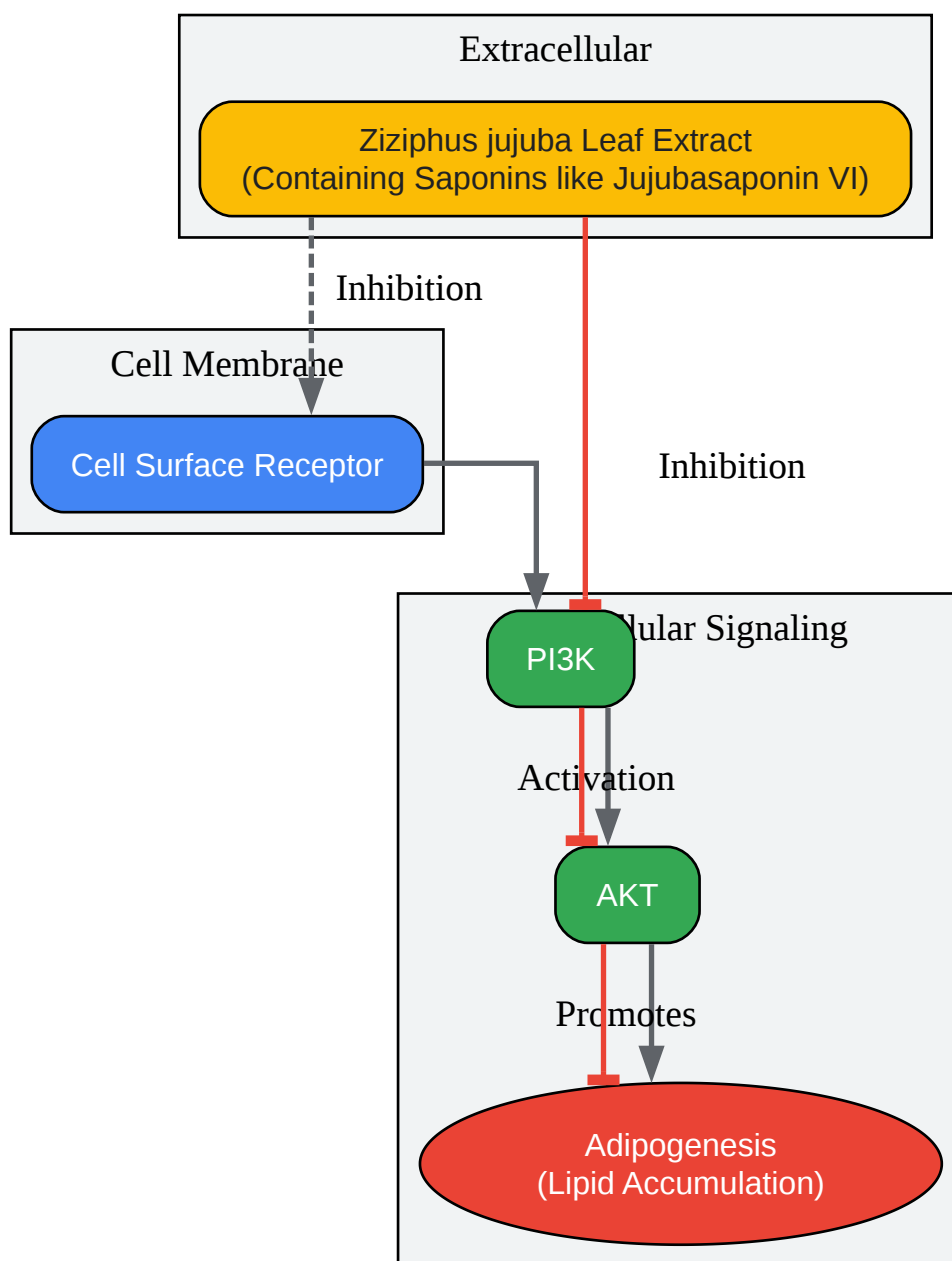 Extracellular
Ziziphus jujuba Leaf Extract
(Containing Saponins like Jujubasaponin VI)
Inhibition
Cell Membrane
Cell Surface Receptor
Inhibition
Signaling
PI3K
Activation
AKT
Promotes
Adipogenesis
(Lipid Accumulation)